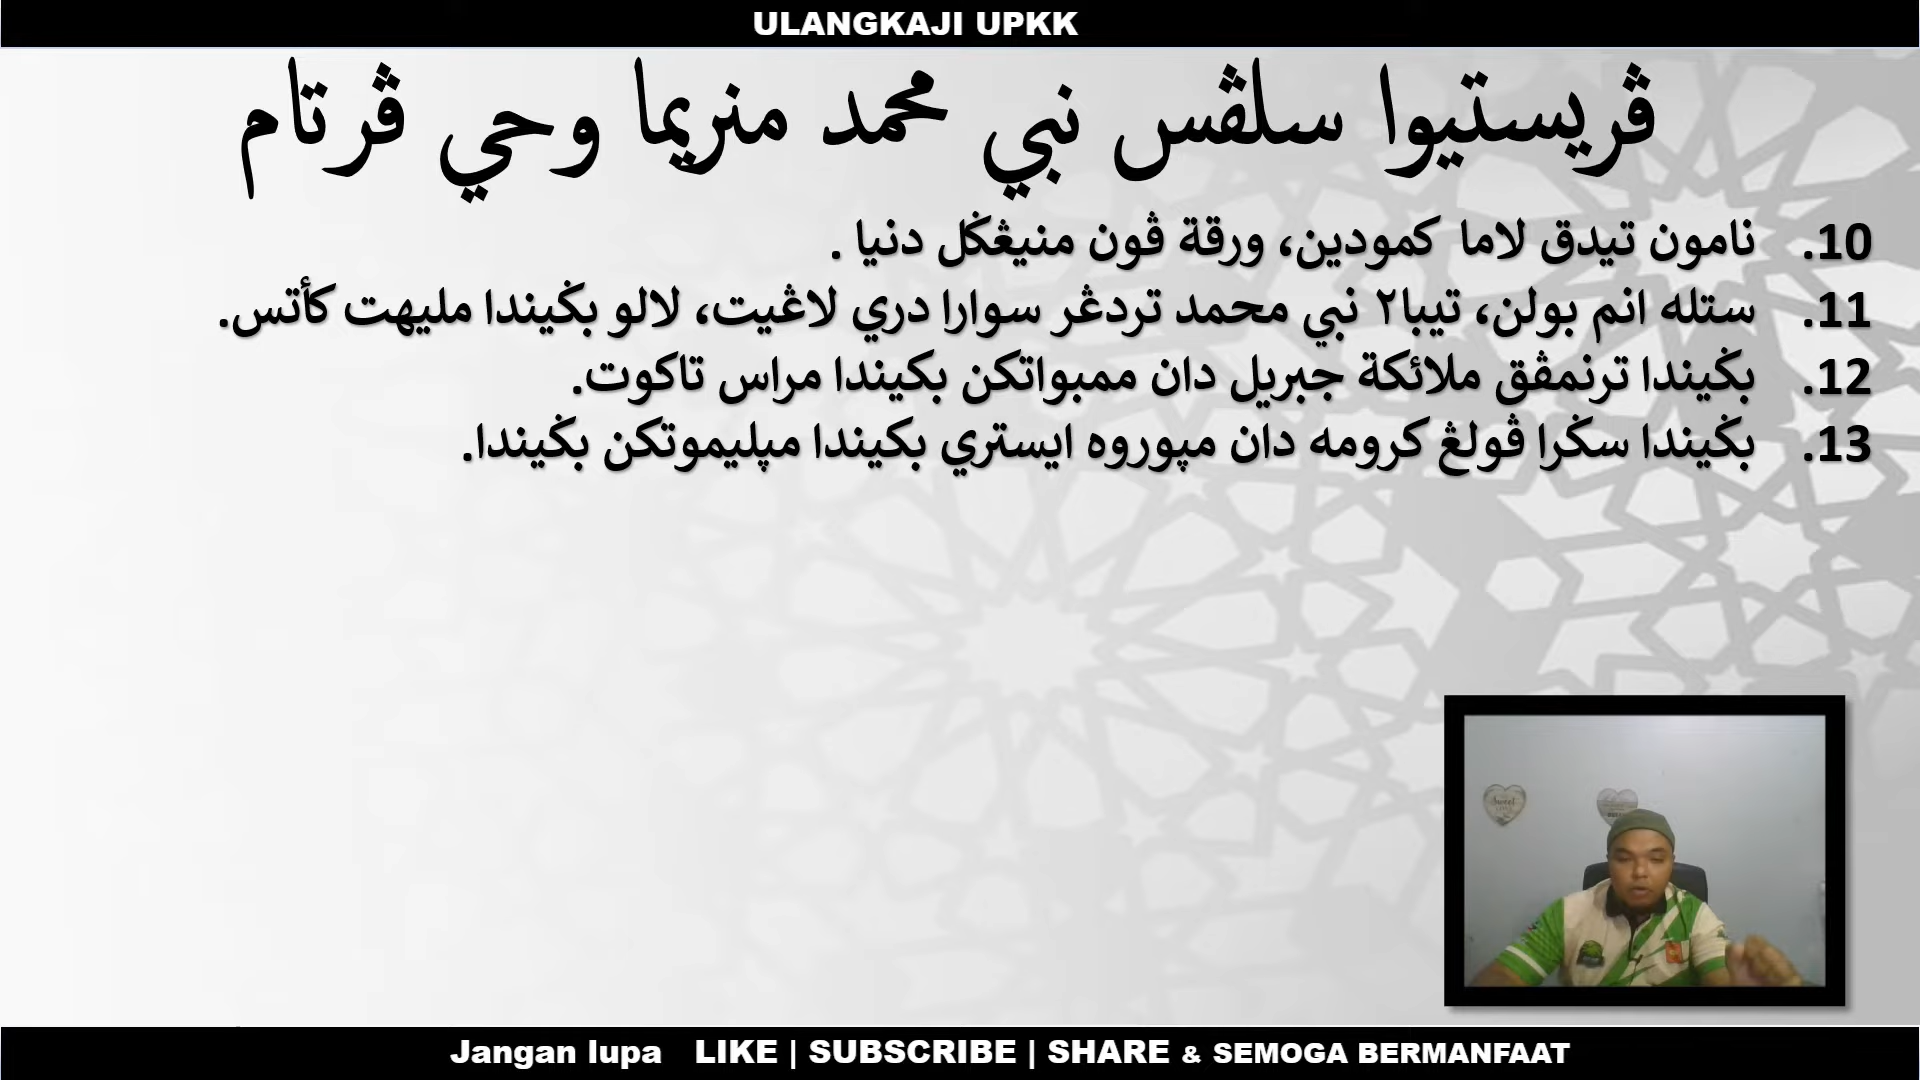 ULANGKAJI UPKK
ڤريستيوا سلڤس نبي محمد منريما وحي ڤرتام
10. نامون تيدق لاما كمودين، ورقة ڤون منيڠݢل دنيا .
11. ستله انم بولن، تيبا٢ نبي محمد تردڠر سوارا دري لاڠيت، لالو بݢيندا مليهت كأتس.
12. بݢيندا ترنمڤق ملائكة جبريل دان ممبواتكن بكيندا مراس تاكوت.
13. بݢيندا سݢرا ڤولڠ كرومه دان مڽوروه ايستري بكيندا مڽليموتكن بݢيندا.
Sweet
Jangan lupa LIKE | SUBSCRIBE | SHARE & SEMOGA BERMANFAAT